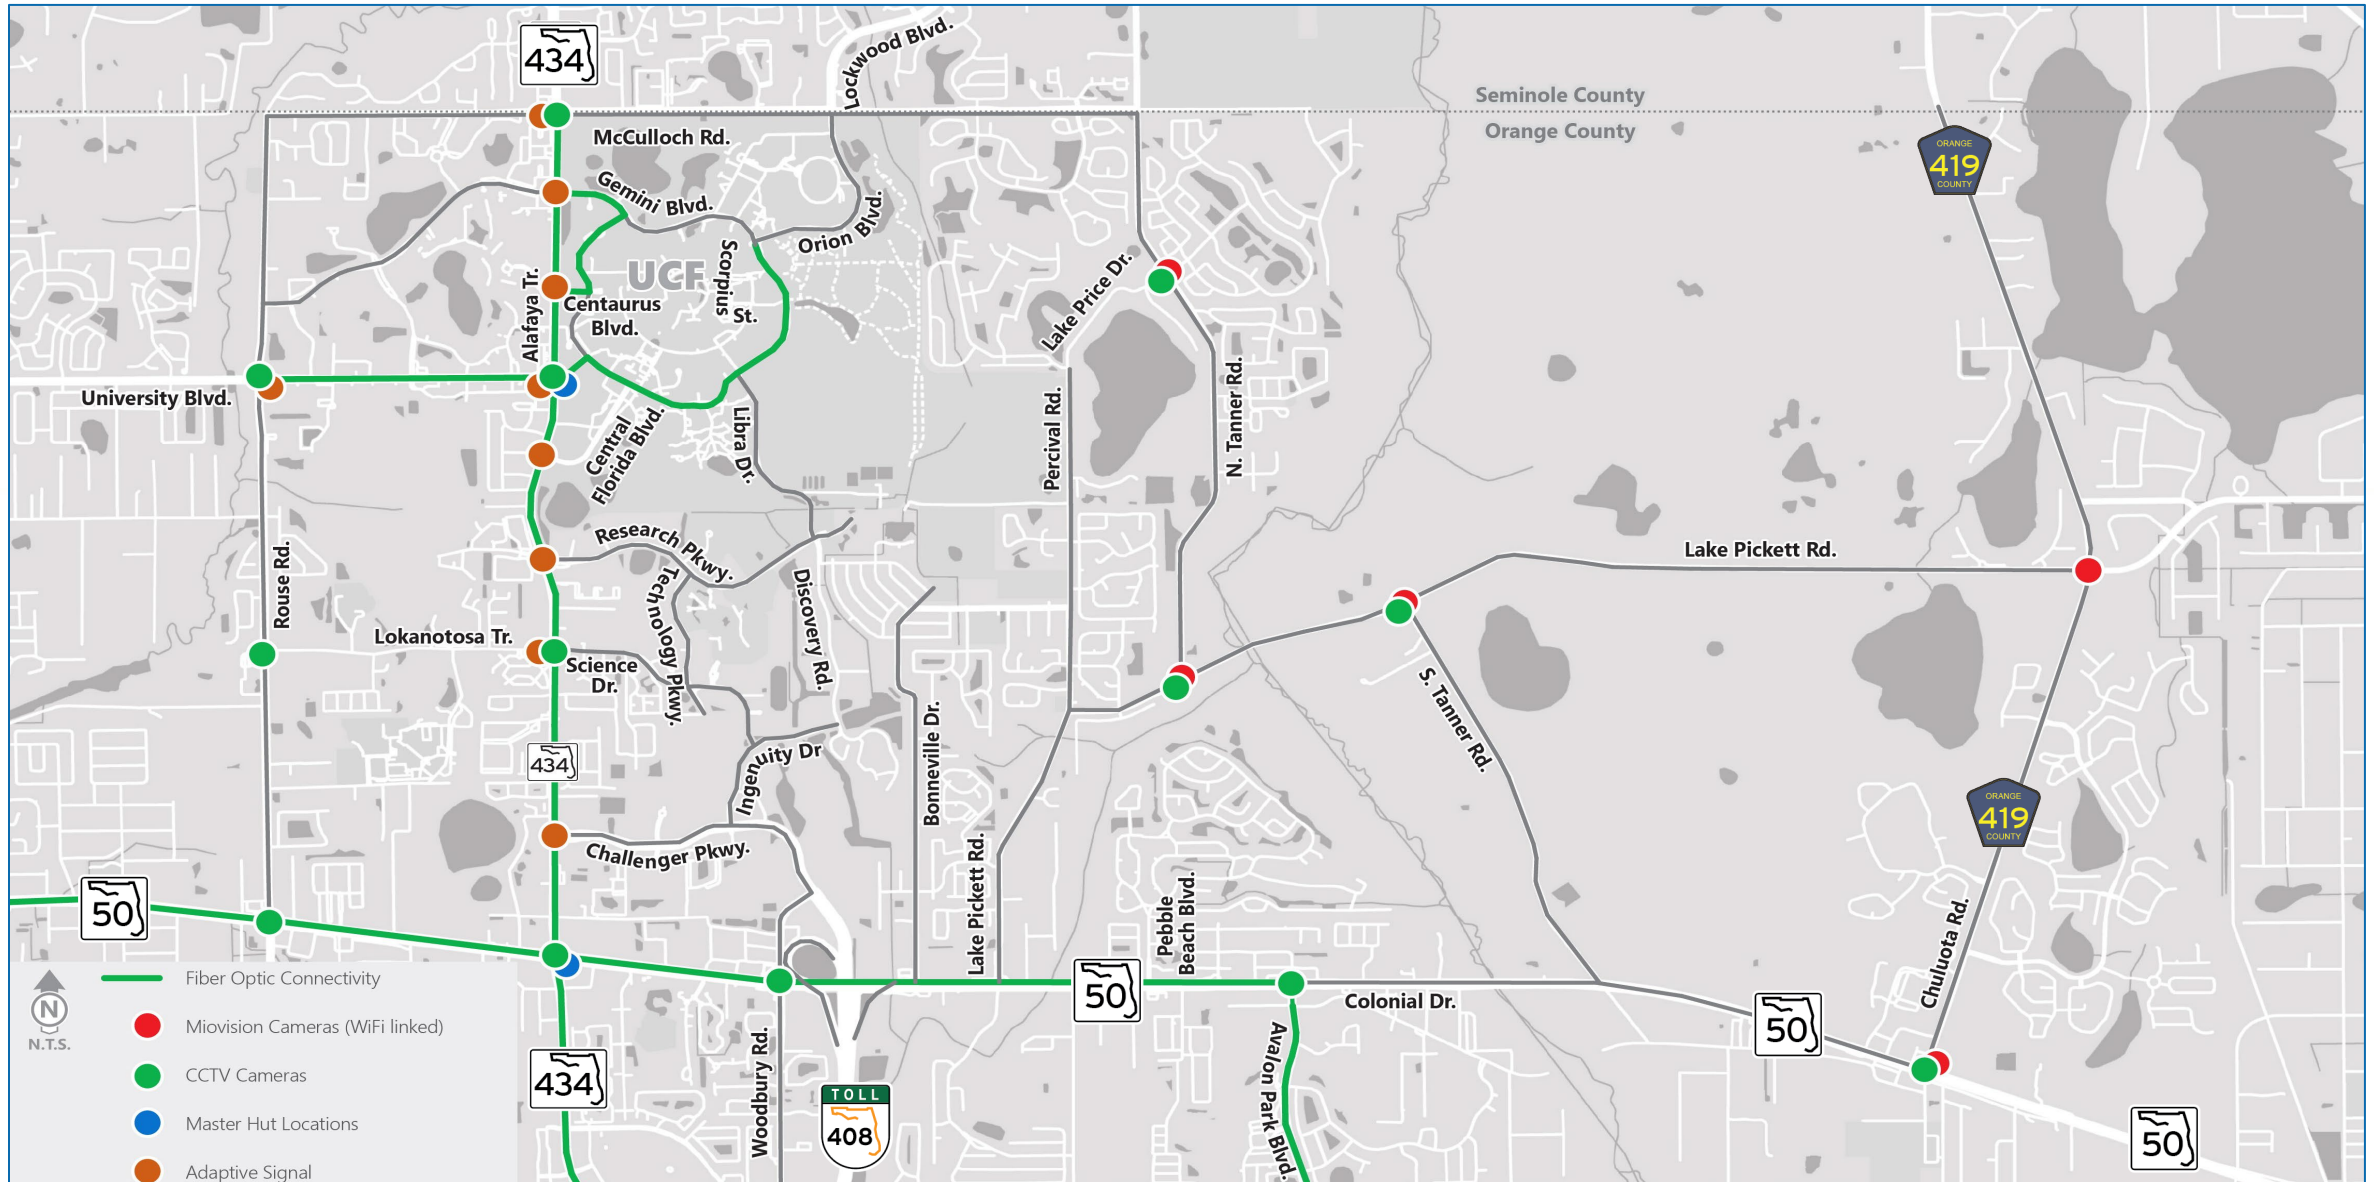 434
Lockwood Blvd.
Seminole County
Orange County
McCulloch Rd.
ORANGE
419
COUNTY
Gemini Blvd.
Orion Blvd.
Scorpius
St.
UCF
Alafaya Tr.
Centaurus
Blvd.
Lake Price Dr.
University Blvd.
N. Tanner Rd.
Percival Rd.
Central
Florida Blvd.
Libra Dr.
Research Pkwy.
Lake Pickett Rd.
Rouse Rd.
Technology Pkwy.
Discovery Rd.
Lokanotosa Tr.
Science
Dr.
S. Tanner Rd.
434
Ingenuity Dr
Bonneville Dr.
ORANGE
419
COUNTY
Challenger Pkwy.
Lake Pickett Rd.
Pebble
Beach Blvd.
50
Chuluota Rd.
50
Colonial Dr.
50
Fiber Optic Connectivity
N
N.T.S.
Miovision Cameras (WiFi linked)
CCTV Cameras
Master Hut Locations
Adaptive Signal
434
Woodbury Rd.
TOLL
408
Avalon Park Blvd.
50